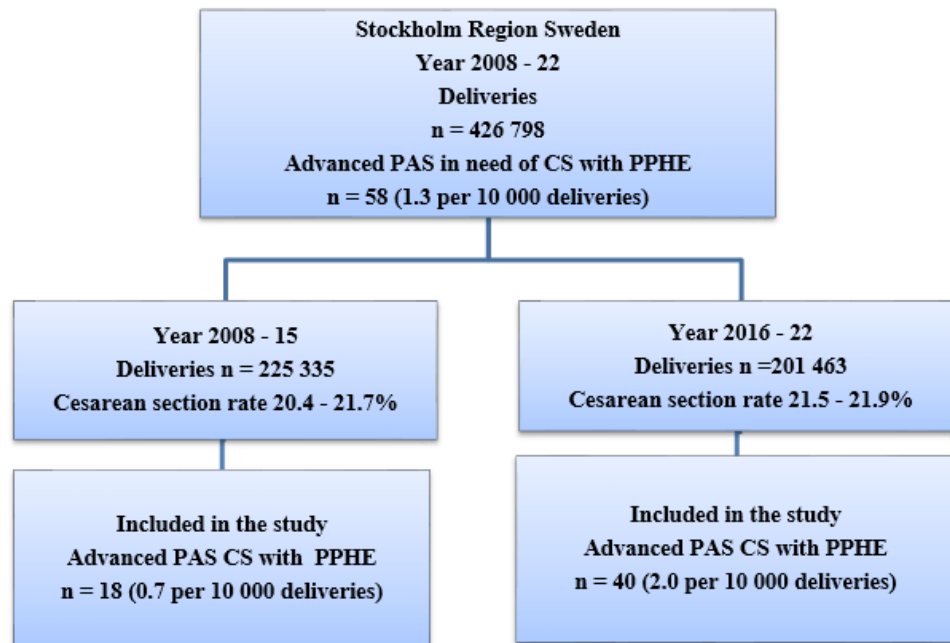 Stockholm Region Sweden
Year 2008 - 22
Deliveries
n = 426 798
Advanced PAS in need of CS with PPHE
n = 58 (1.3 per 10 000 deliveries)
Year 2008 - 15
Deliveries n = 225 335
Cesarean section rate 20.4 - 21.7%
Year 2016 - 22
Deliveries n =201 463
Cesarean section rate 21.5 - 21.9%
Included in the study
Advanced PAS CS with PPHE
n = 18 (0.7 per 10 000 deliveries)
Included in the study
Advanced PAS CS with PPHE
n = 40 (2.0 per 10 000 deliveries)